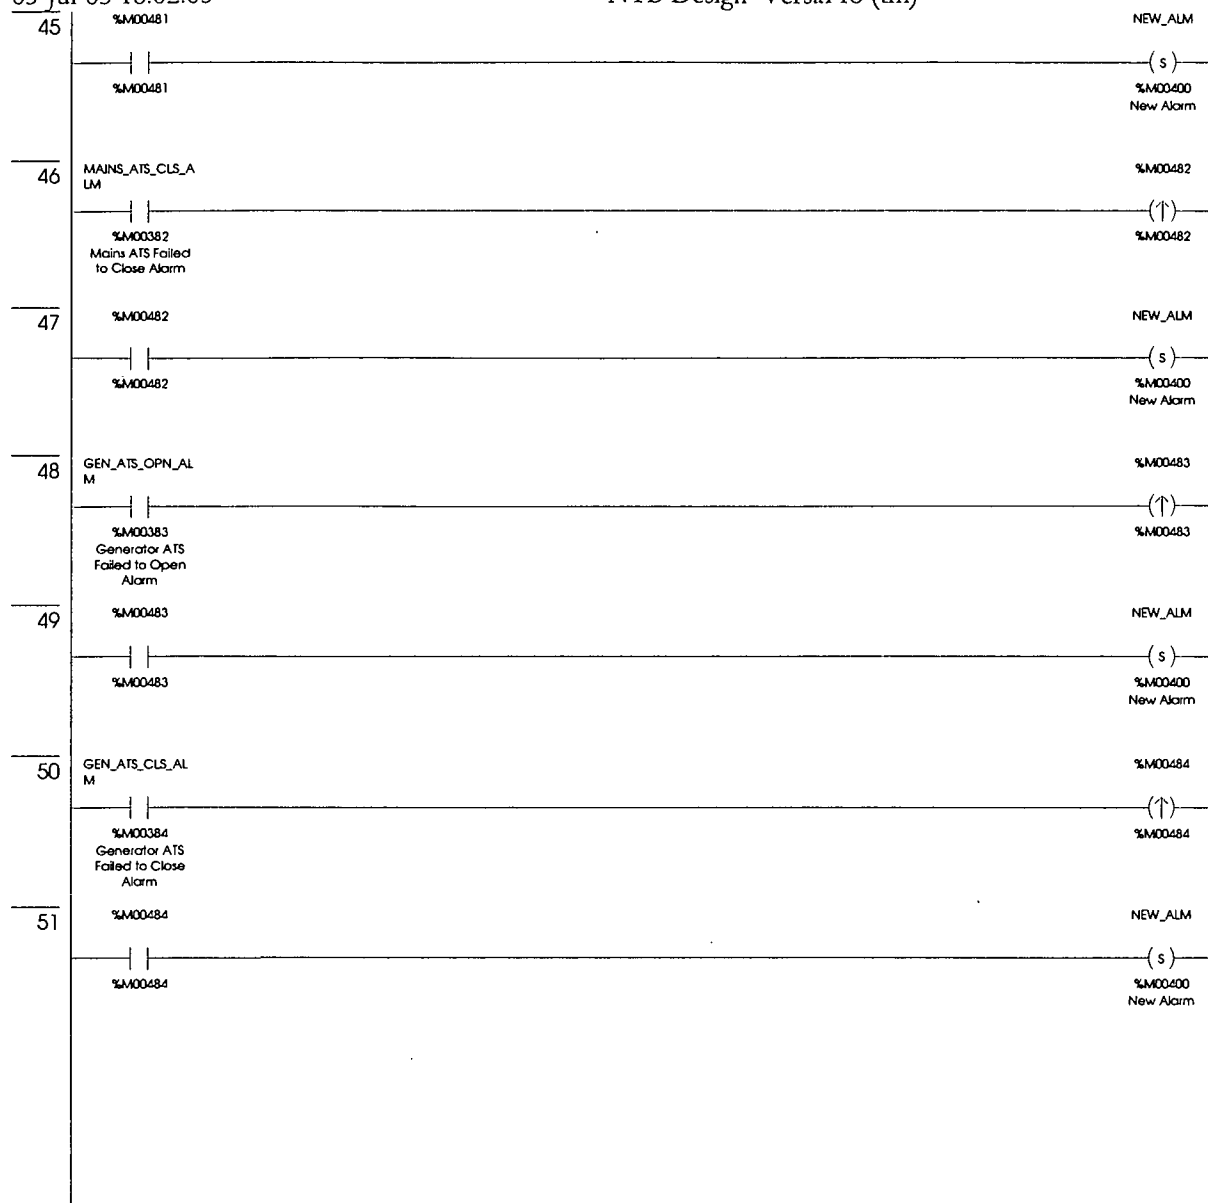 45 %M00481 NEW_ALM
%M00481 %M00400
New Alarm
46 MAINS_ATS_CLS_A %M00482
LM
%M00382 %M00482
Mains ATS Failed
to Close Alarm
47 %M00482 NEW_ALM
(s)
%M00482 %M00400
New Alarm
48 GEN_ATS_OPN_AL %M00483
M
%M00383 %M00483
Generator ATS
Failed to Open
Alarm
49 %M00483 NEW_ALM
(s)
%M00483 %M00400
New Alarm
50 GEN_ATS_CLS_AL %M00484
M
%M00384 %M00484
Generator ATS
Failed to Close
Alarm
51 %M00484 NEW_ALM
(s)
%M00484 %M00400
New Alarm